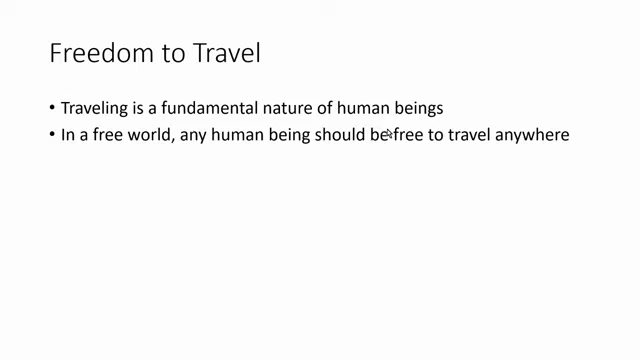 Freedom to Travel
• Traveling is a fundamental nature of human beings
• In a free world, any human being should be free to travel anywhere